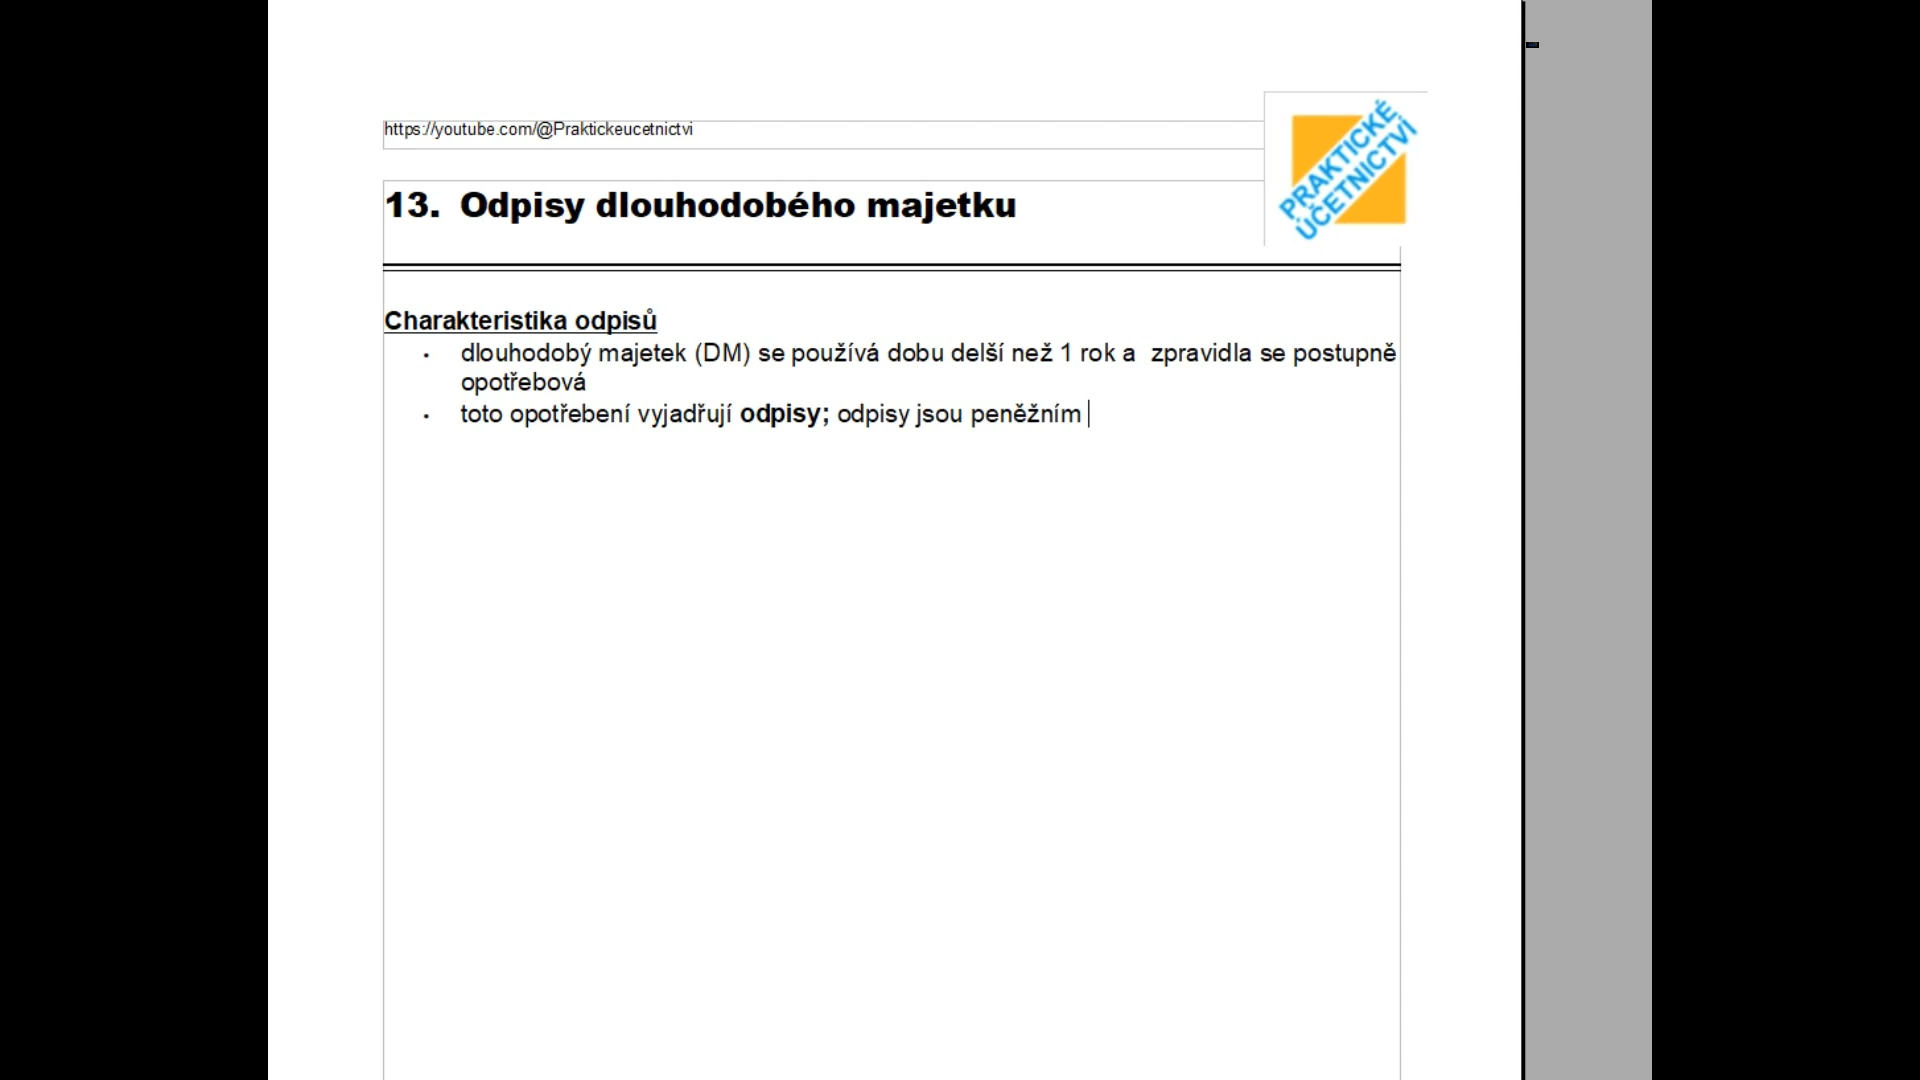 https://youtube.com/@Praktickeucetnictvi
PRAKTICKÉ
ÚČETNICTVÍ
13. Odpisy dlouhodobého majetku
Charakteristika odpisů
• dlouhodobý majetek (DM) se používá dobu delší než 1 rok a  zpravidla se postupně
opotřebová
• toto opotřebení vyjadřují odpisy; odpisy jsou peněžním